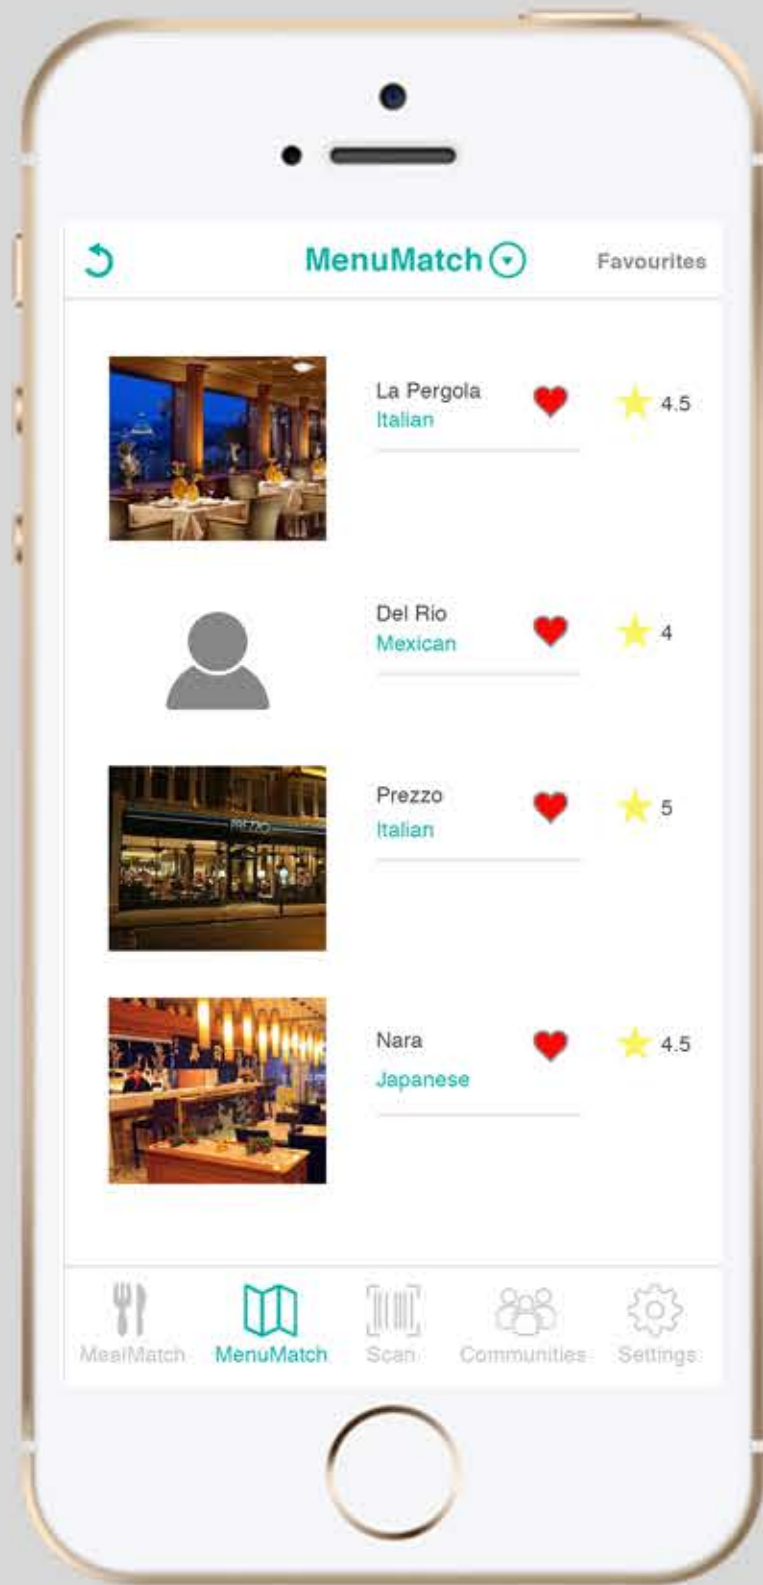 MenuMatch
Favourites
La Pergola
Italian
4.5
Del Rio
Mexican
4
PREZZO
Prezzo
Italian
5
Nara
Japanese
4.5
MealMatch
MenuMatch
Scan
Communities
Settings